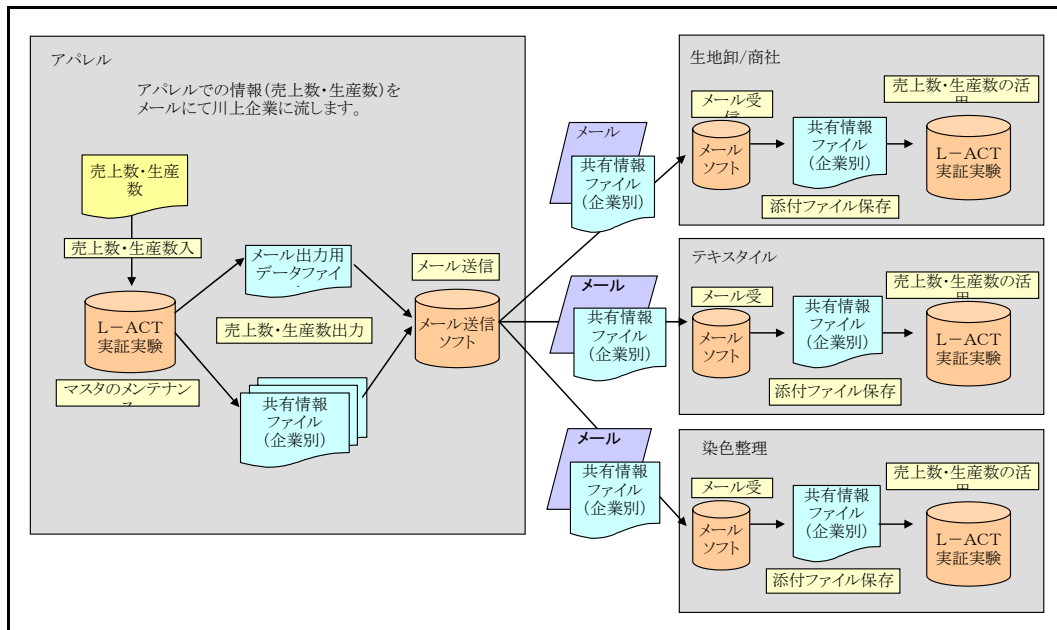 アパレル
アパレルでの情報(売上数・生産数)を
メールにて川上企業に流します。
売上数・生産
数
売上数・生産数入
L-ACT
実証実験
マスタのメンテナン
メール出力用
データファイ
売上数・生産数出力
共有情報
ファイル
(企業別)
メール送信
メール送信
ソフト
メール
共有情報
ファイル
(企業別)
メール
共有情報
ファイル
(企業別)
メール
共有情報
ファイル
(企業別)
生地卸/商社
メール受
メール
ソフト
共有情報
ファイル
(企業別)
添付ファイル保存
売上数・生産数の活
L-ACT
実証実験
テキスタイル
メール受
メール
ソフト
共有情報
ファイル
(企業別)
添付ファイル保存
売上数・生産数の活
L-ACT
実証実験
染色整理
メール受
メール
ソフト
共有情報
ファイル
(企業別)
添付ファイル保存
売上数・生産数の活
L-ACT
実証実験